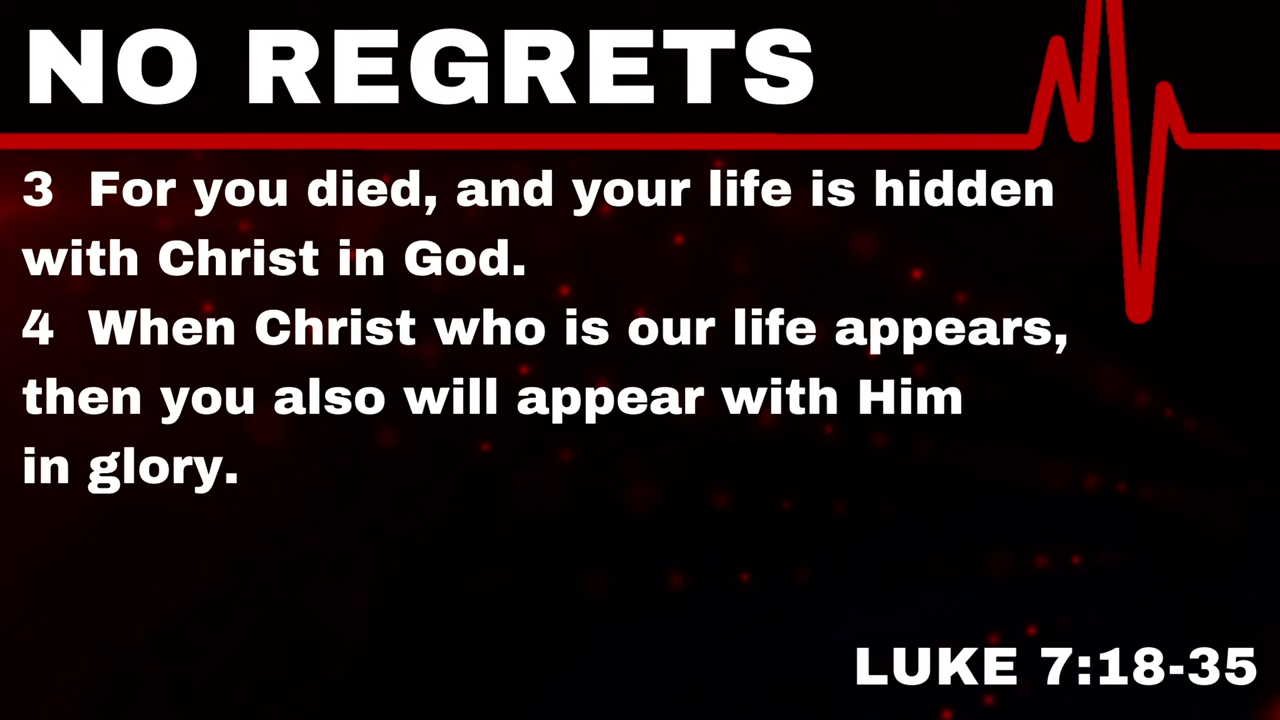 NO REGRETS
3 For you died, and your life is hidden
with Christ in God.
4 When Christ who is our life appears,
then you also will appear with Him
in glory.
LUKE 7:18-35